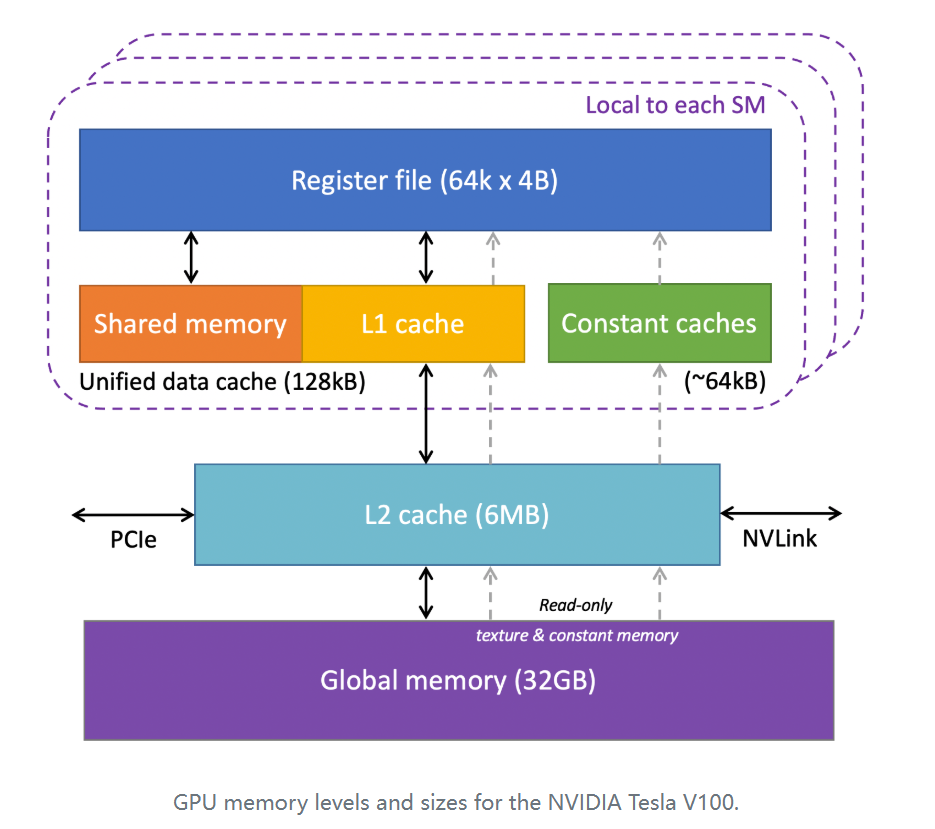 Local to each SM
Register file (64k x 4B)
Shared memory
L1 cache
Constant caches
Unified data cache (128kB)
(~64kB)
L2 cache (6MB)
PCIe
NVLink
Read-only
texture & constant memory
Global memory (32GB)
GPU memory levels and sizes for the NVIDIA Tesla V100.